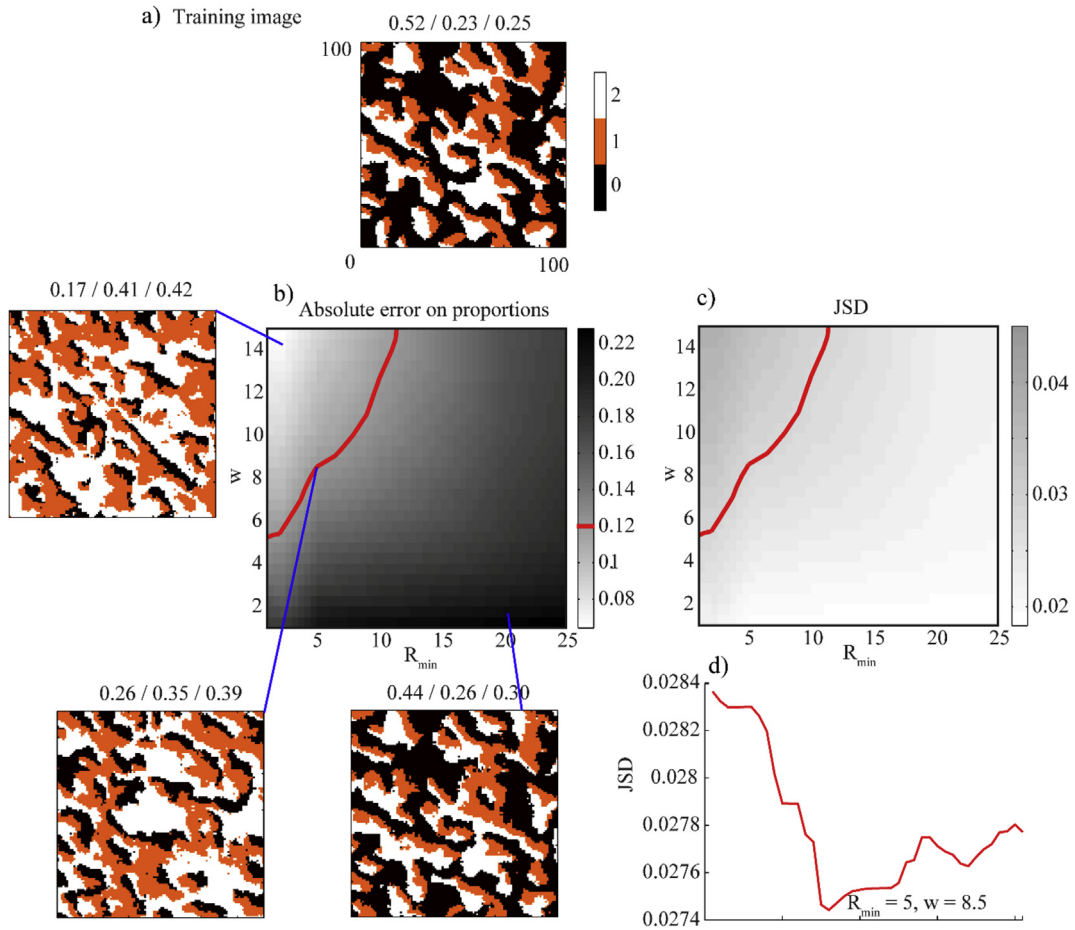 a) Training image
0.52 / 0.23 / 0.25
100
0
100
2
1
0
0.17 / 0.41 / 0.42
b)
Absolute error on proportions
14
12
10
8
6
4
2
w
5
10
15
20
25
R_min
0.22
0.20
0.18
0.16
0.14
0.12
0.1
0.08
c)
JSD
14
12
10
8
6
4
2
w
5
10
15
20
25
R_min
0.04
0.03
0.02
0.26 / 0.35 / 0.39
0.44 / 0.26 / 0.30
d)
0.0284
0.0282
0.028
0.0278
0.0276
0.0274
JSD
R_min = 5, w = 8.5